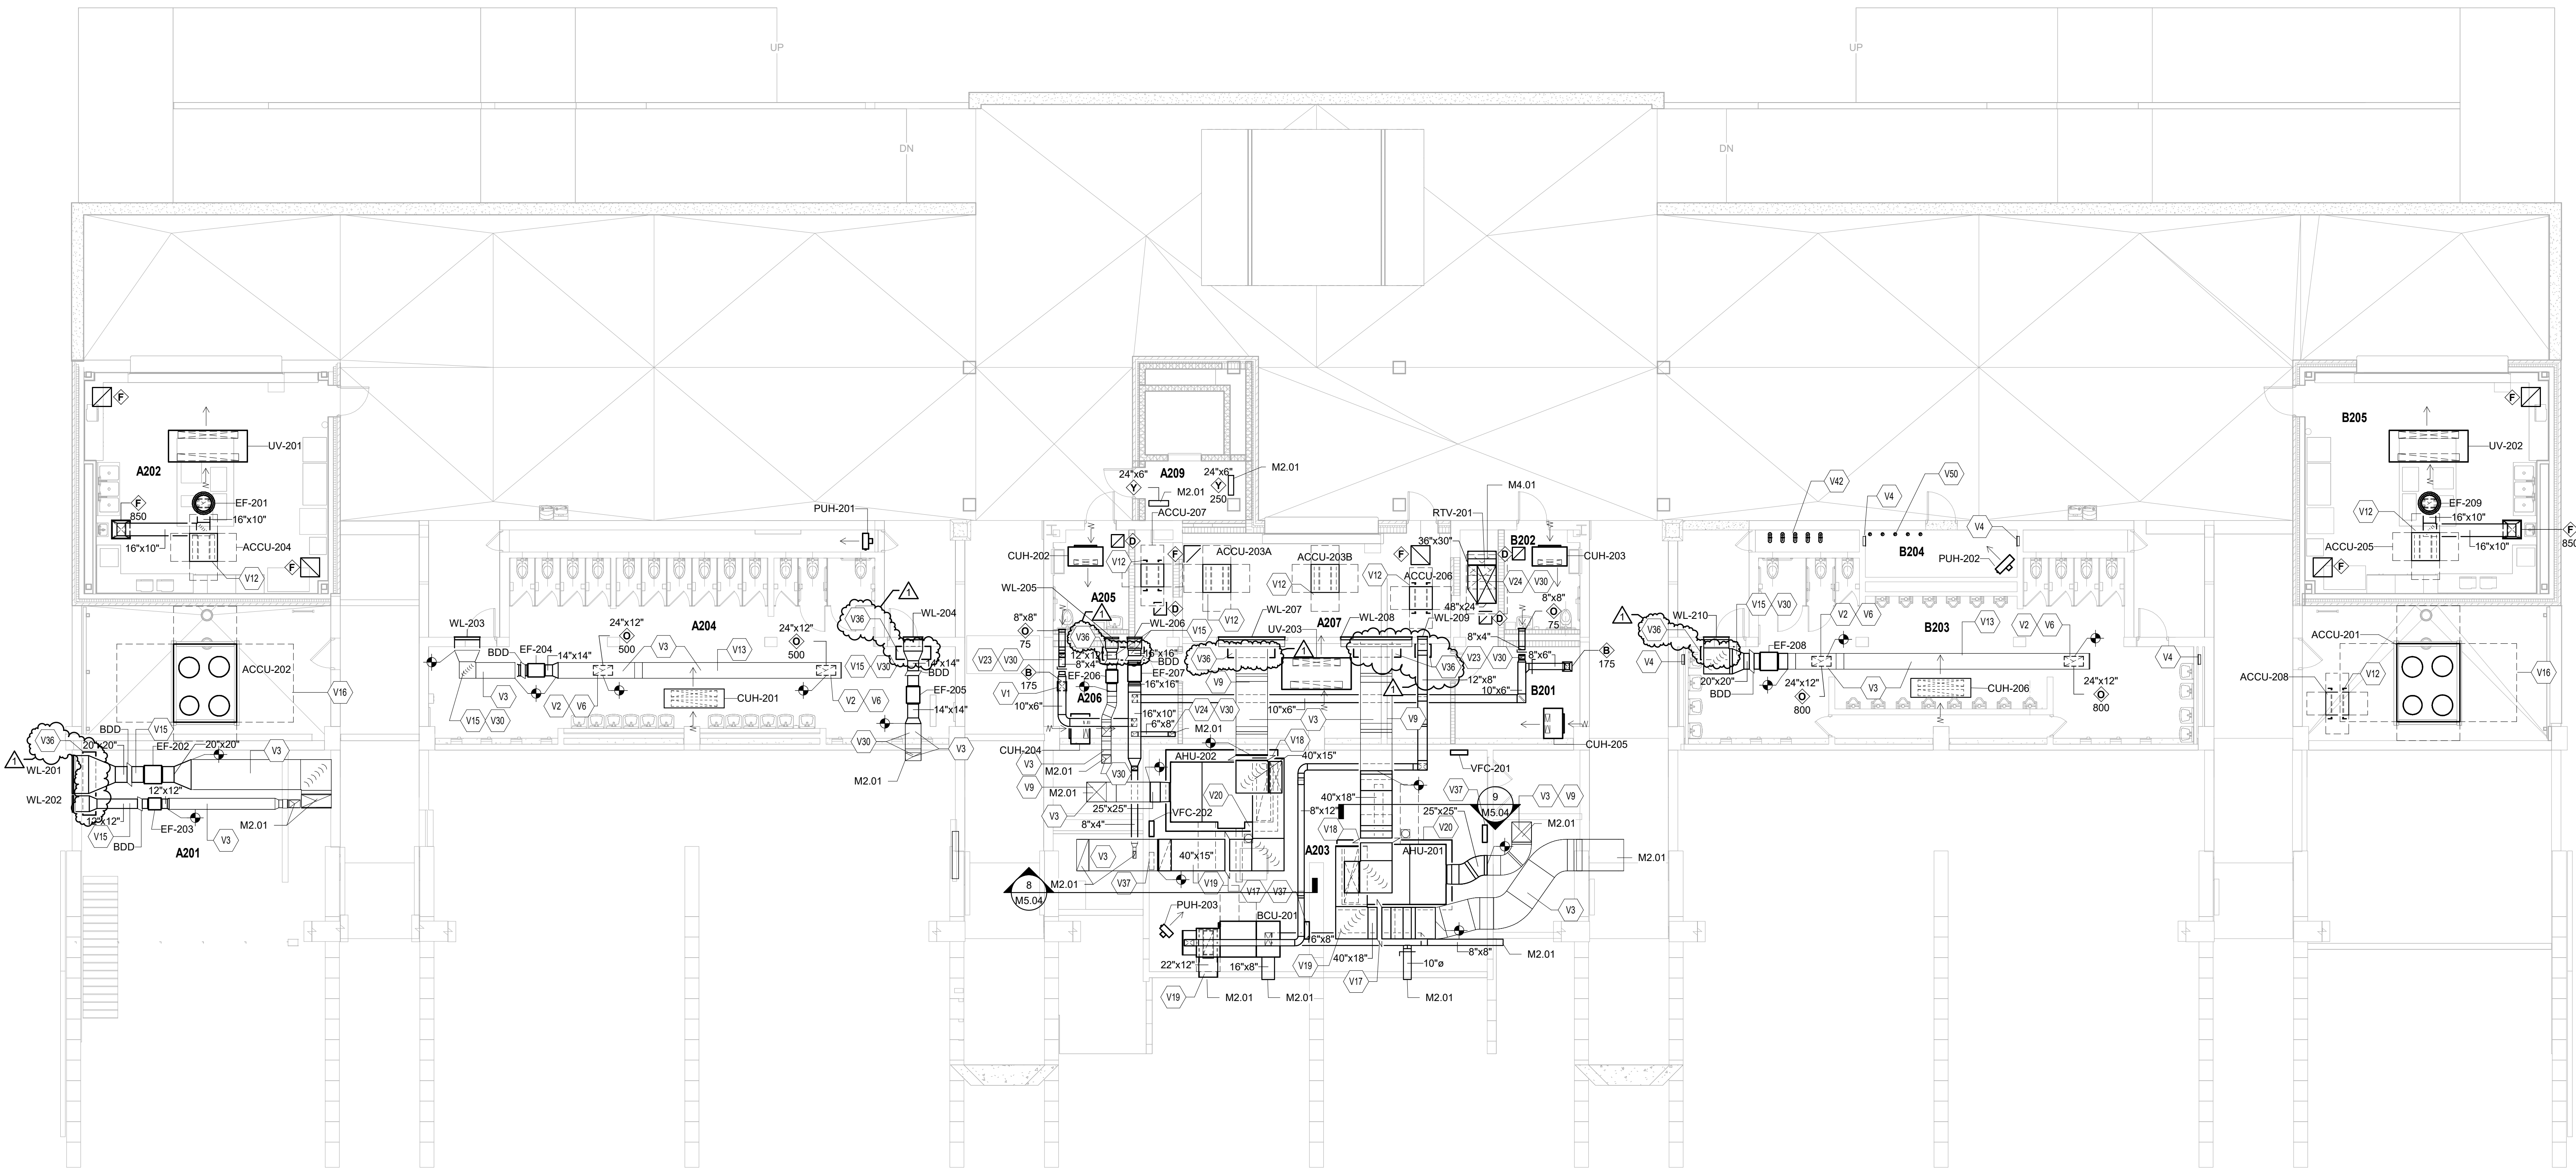 UP
UP
DN
DN
A202
F
UV-201
F
850
EF-201
16"x10"
16"x10"
ACCU-204
F
V12
ACCU-202
V16
PUH-201
WL-203
A204
24"x12"
O
500
24"x12"
O
500
V3
V13
BDD
EF-204
14"x14"
V3
V15
V30
V2
V6
CUH-201
V2
V6
1
WL-204
V36
V15
V30
14"x14"
BDD
EF-205
14"x14"
V30
V3
M2.01
V36
1
WL-201
WL-202
BDD
V15
20"x20"
EF-202
20"x20"
V3
12"x12"
12"x12"
V15
EF-203
BDD
V3
M2.01
A201
A209
24"x6"
Y
M2.01
24"x6"
Y
250
M2.01
ACCU-207
CUH-202
D
V12
F
ACCU-203A
ACCU-203B
V12
V12
F
ACCU-206
V12
M4.01
RTV-201
36"x30"
D
B202
CUH-203
V24
V30
48"x24"
D
A205
WL-205
1
8"x8"
O
75
V36
WL-206
V15
D
12"x12"
16"x16"
8"x4"
BDD
V23
V30
B
175
EF-206
EF-207
16"x16"
V1
A206
10"x6"
16"x10"
V24
V30
6"x8"
M2.01
CUH-204
V3
M2.01
V30
V9
M2.01
V3
25"x25"
8"x4"
VFC-202
V3
M2.01
V37
40"x15"
V19
WL-207
A207
UV-203
WL-208
WL-209
V36
1
V36
1
V9
V9
V3
10"x6"
12"x8"
8"x8"
O
75
8"x4"
V23
V30
8"x6"
B
175
10"x6"
B201
CUH-205
AHU-202
V18
40"x15"
V20
VFC-201
V37
9
M5.04
V3
V9
M2.01
40"x18"
8"x12"
25"x25"
V18
V20
A203
AHU-201
M2.01
V3
8
M5.04
V17
V37
PUH-203
BCU-201
16"x8"
22"x12"
16"x8"
V19
40"x18"
8"x8"
M2.01
V19
V17
10"ø
M2.01
M2.01
M2.01
V42
V4
V50
V4
B204
PUH-202
1
WL-210
V36
V15
V30
V2
V6
B203
V13
V2
V6
V4
V4
EF-208
20"x20"
BDD
24"x12"
O
800
V3
CUH-206
24"x12"
O
800
B205
F
UV-202
V12
EF-209
16"x10"
F
850
16"x10"
ACCU-205
F
ACCU-201
V16
ACCU-208
V12